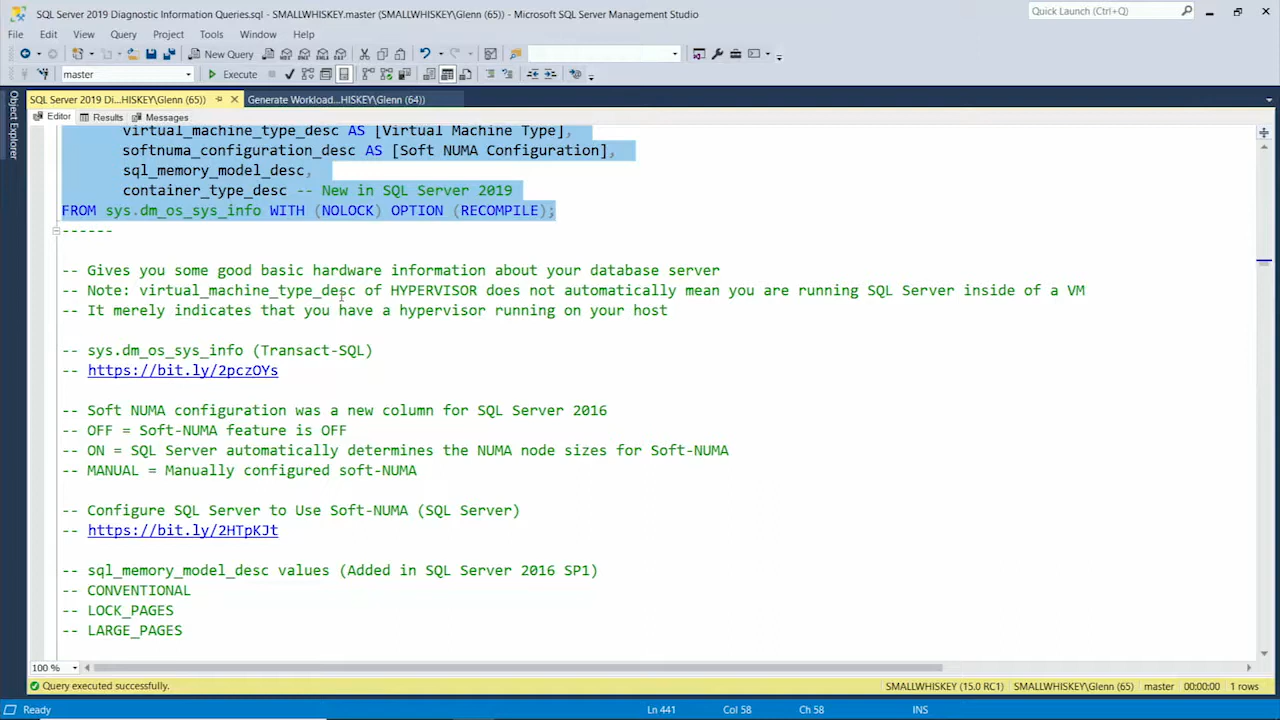 SQL Server 2019 Diagnostic Information Queries.sql - SMALLWHISKEY.master (SMALLWHISKEY\Glenn (65)) - Microsoft SQL Server Management Studio
Quick Launch (Ctrl+Q)
File Edit View Query Project Tools Window Help
New Query
master Execute
SQL Server 2019 Di...HISKEY\Glenn (65)) Generate Workload...HISKEY\Glenn (64))
Object Explorer
Editor Results Messages
virtual_machine_type_desc AS [Virtual Machine Type],
softnuma_configuration_desc AS [Soft NUMA Configuration],
sql_memory_model_desc,
container_type_desc -- New in SQL Server 2019
FROM sys.dm_os_sys_info WITH (NOLOCK) OPTION (RECOMPILE);
------
-- Gives you some good basic hardware information about your database server
-- Note: virtual_machine_type_desc of HYPERVISOR does not automatically mean you are running SQL Server inside of a VM
-- It merely indicates that you have a hypervisor running on your host
-- sys.dm_os_sys_info (Transact-SQL)
-- https://bit.ly/2pczOYs
-- Soft NUMA configuration was a new column for SQL Server 2016
-- OFF = Soft-NUMA feature is OFF
-- ON = SQL Server automatically determines the NUMA node sizes for Soft-NUMA
-- MANUAL = Manually configured soft-NUMA
-- Configure SQL Server to Use Soft-NUMA (SQL Server)
-- https://bit.ly/2HTpKJt
-- sql_memory_model_desc values (Added in SQL Server 2016 SP1)
-- CONVENTIONAL
-- LOCK_PAGES
-- LARGE_PAGES
100 %
Query executed successfully. SMALLWHISKEY (15.0 RC1) SMALLWHISKEY\Glenn (65) master 00:00:00 1 rows
Ready Ln 441 Col 58 Ch 58 INS